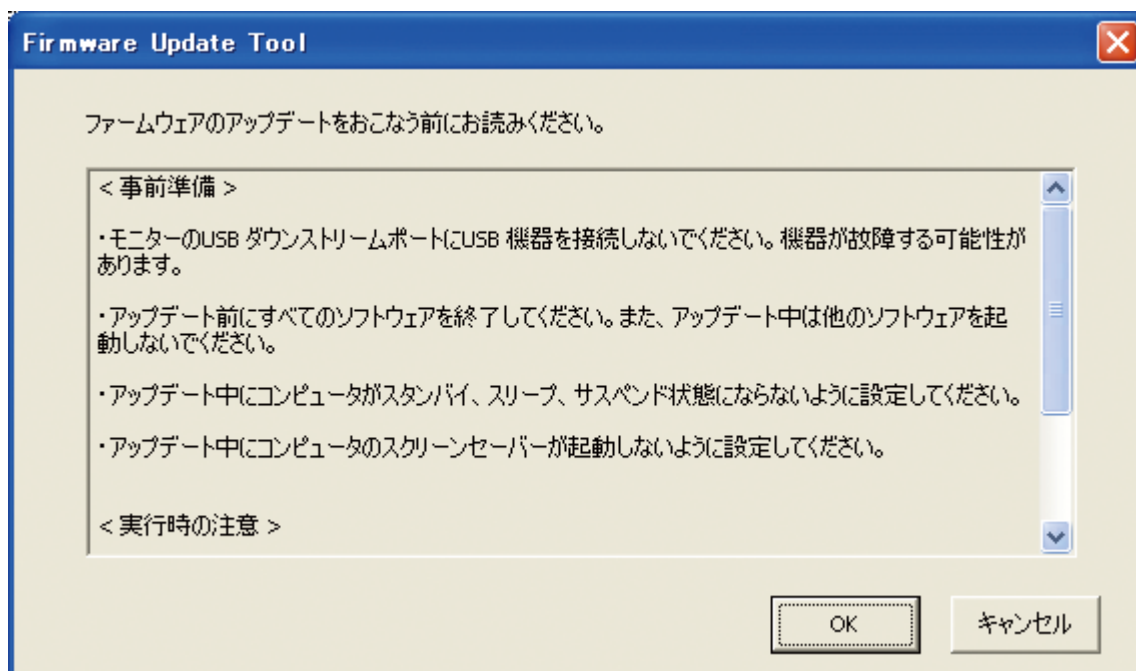 Firmware Update Tool
ファームウェアのアップデートをおこなう前にお読みください。
< 事前準備 >
・モニターのUSB ダウンストリームポートにUSB 機器を接続しないでください。機器が故障する可能性が
あります。
・アップデート前にすべてのソフトウェアを終了してください。また、アップデート中は他のソフトウェアを起
動しないでください。
・アップデート中にコンピュータがスタンバイ、スリープ、サスペンド状態にならないように設定してください。
・アップデート中にコンピュータのスクリーンセーバーが起動しないように設定してください。
< 実行時の注意 >
OK
キャンセル